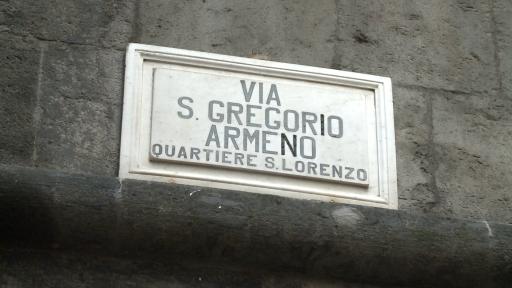 VIA
S. GREGORIO
ARMENO
QUARTIERE S. LORENZO